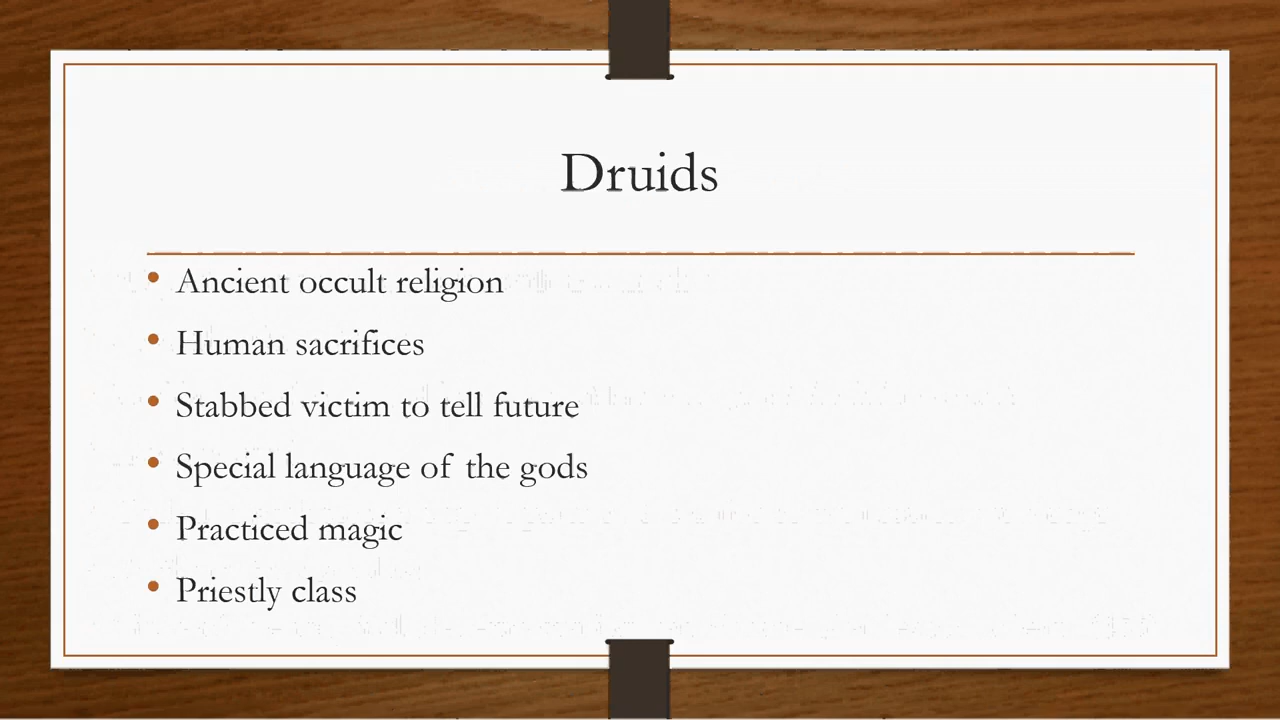 Druids
• Ancient occult religion
• Human sacrifices
• Stabbed victim to tell future
• Special language of the gods
• Practiced magic
• Priestly class